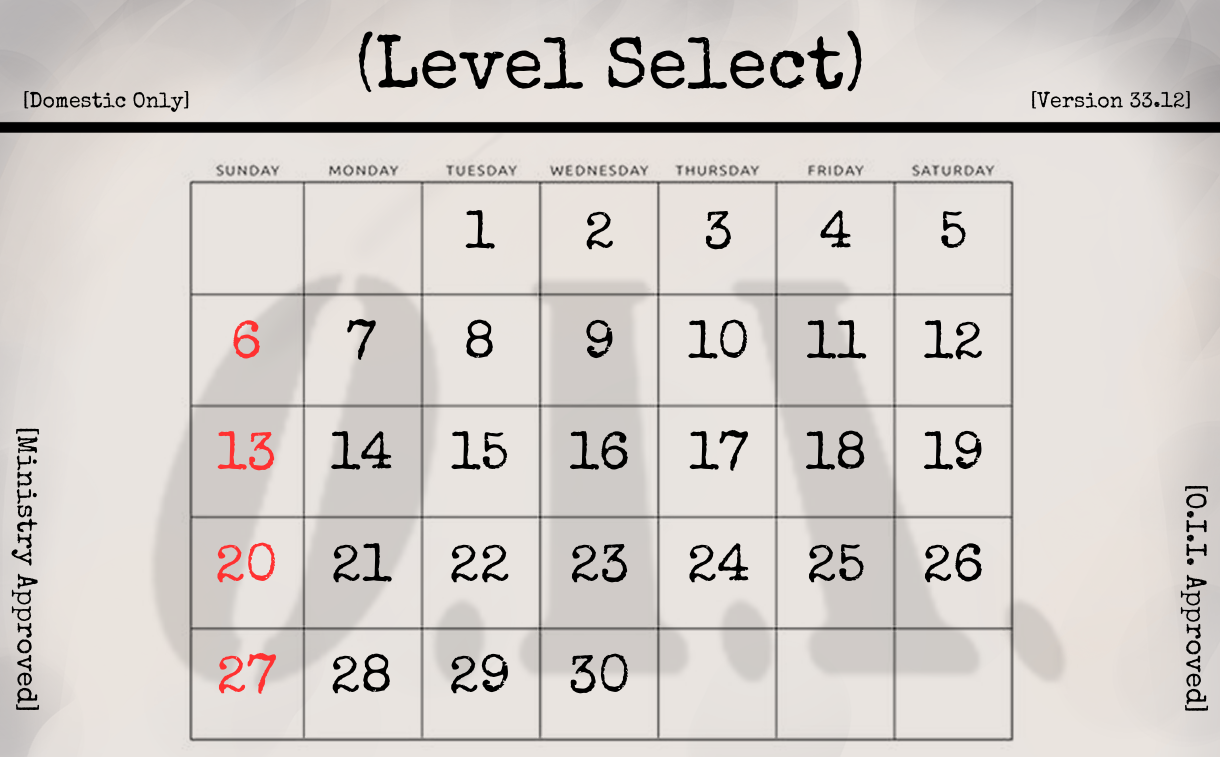 (Level Select)
[Domestic Only]
[Version 33.12]
SUNDAY MONDAY TUESDAY WEDNESDAY THURSDAY FRIDAY SATURDAY
1 2 3 4 5
6 7 8 9 10 11 12
13 14 15 16 17 18 19
20 21 22 23 24 25 26
27 28 29 30
O.I.I.
[Ministry Approved]
[O.I.I. Approved]